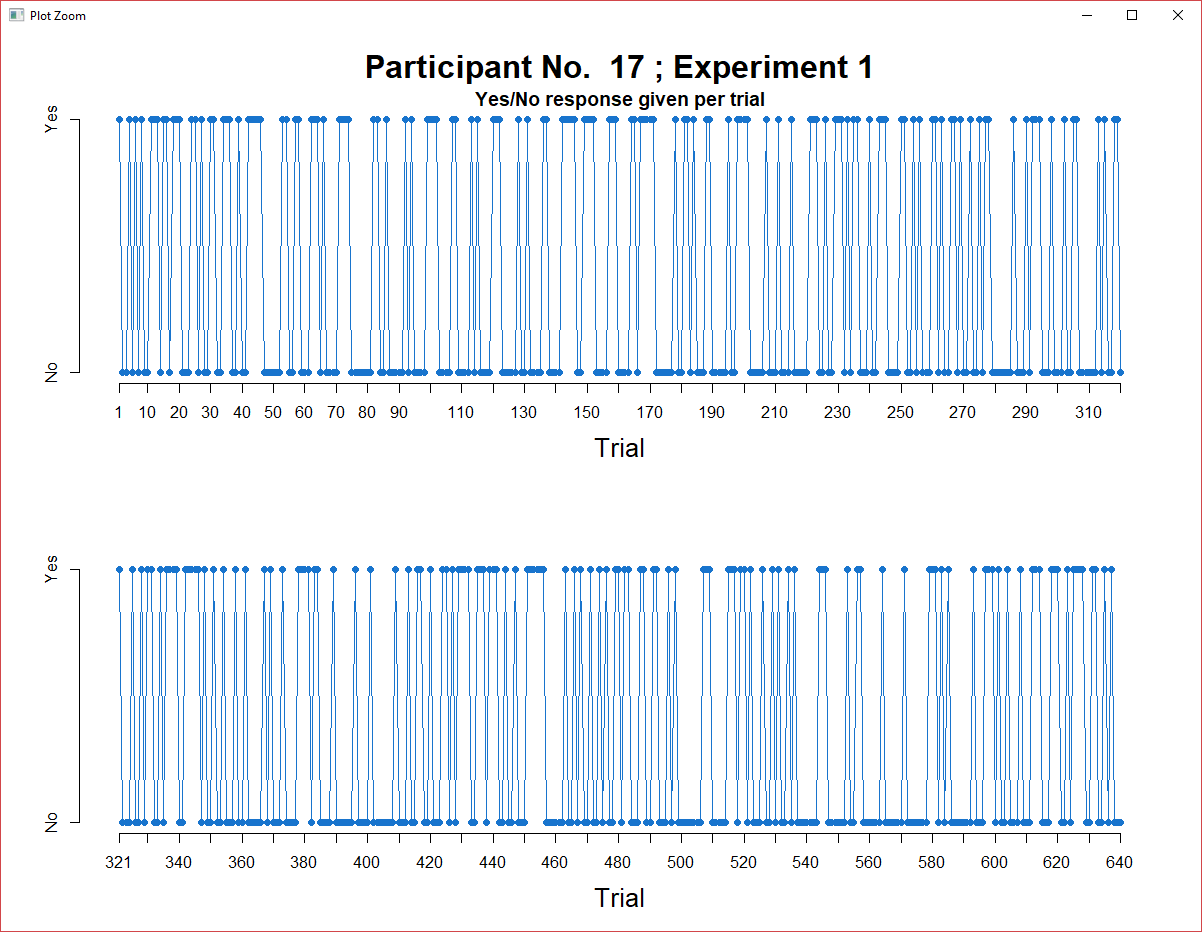 Plot Zoom
Participant No. 17 ; Experiment 1
Yes/No response given per trial
Yes
No
1 10 20 30 40 50 60 70 80 90 110 130 150 170 190 210 230 250 270 290 310
Trial
Yes
No
321 340 360 380 400 420 440 460 480 500 520 540 560 580 600 620 640
Trial